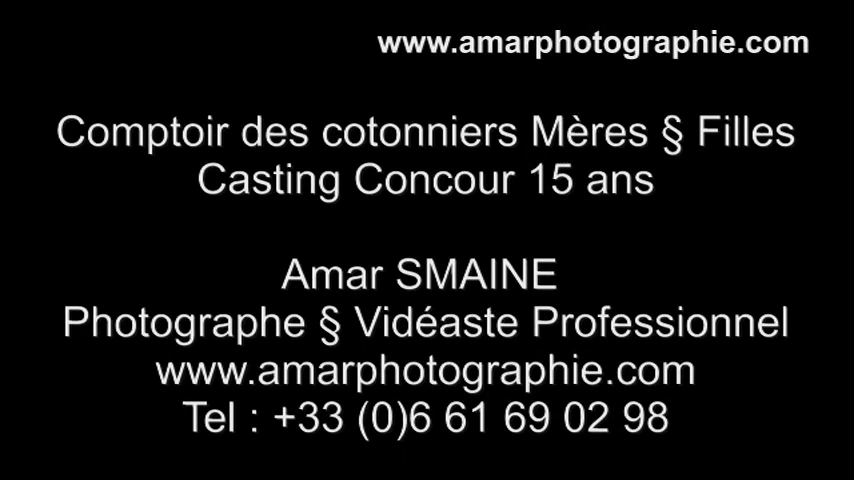 www.amarphotographie.com
Comptoir des cotonniers Mères § Filles
Casting Concour 15 ans
Amar SMAINE
Photographe § Vidéaste Professionnel
www.amarphotographie.com
Tel : +33 (0)6 61 69 02 98